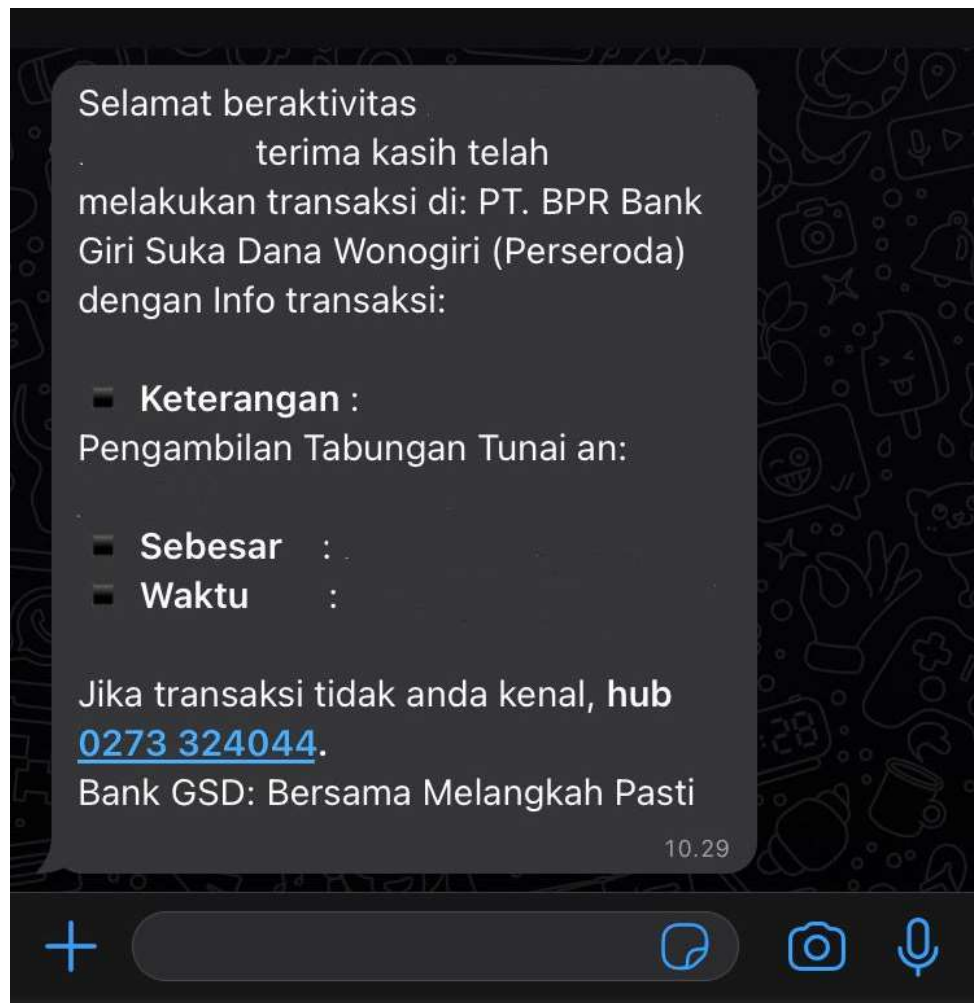 Selamat beraktivitas
terima kasih telah
melakukan transaksi di: PT. BPR Bank
Giri Suka Dana Wonogiri (Perseroda)
dengan Info transaksi:
Keterangan :
Pengambilan Tabungan Tunai an:
Sebesar :
Waktu :
Jika transaksi tidak anda kenal, hub
0273 324044.
Bank GSD: Bersama Melangkah Pasti
10.29